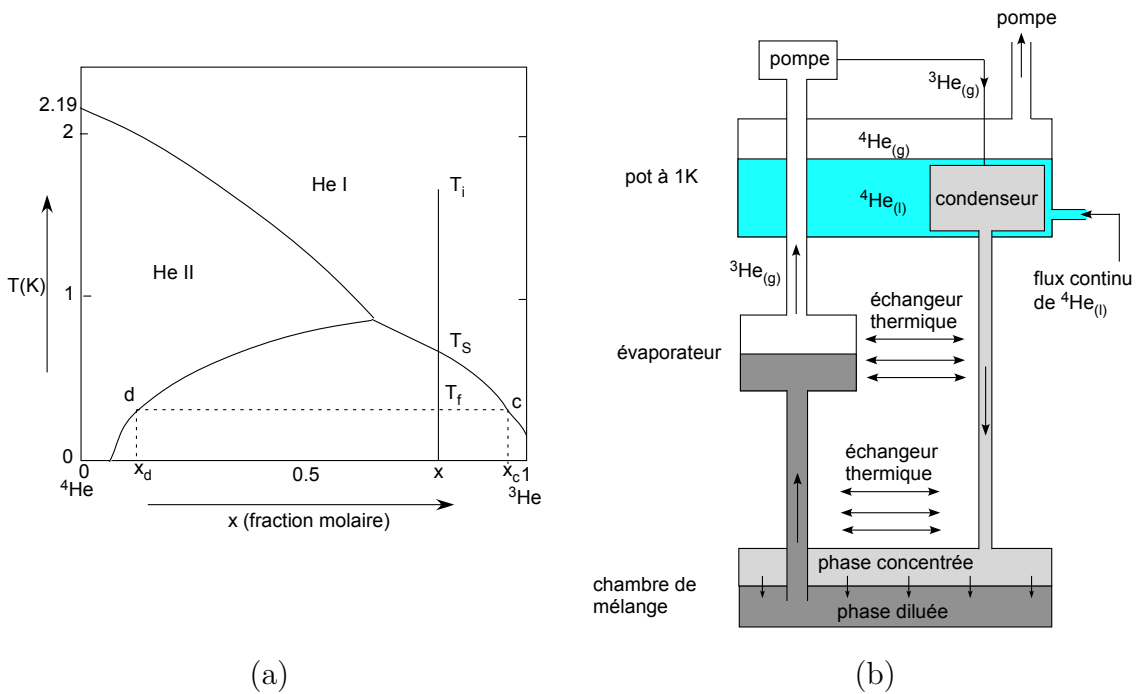 2.19
2
He I
T_i
He II
T(K)
1
T_S
d
T_f
c
0
0
x_d
0.5
x
x_c
1
⁴He
³He
x (fraction molaire)
(a)
pompe
pompe
³He(g)
⁴He(g)
pot à 1K
⁴He(l)
condenseur
³He(g)
flux continu
de ⁴He(l)
échangeur
thermique
évaporateur
échangeur
thermique
phase concentrée
chambre de
mélange
phase diluée
(b)